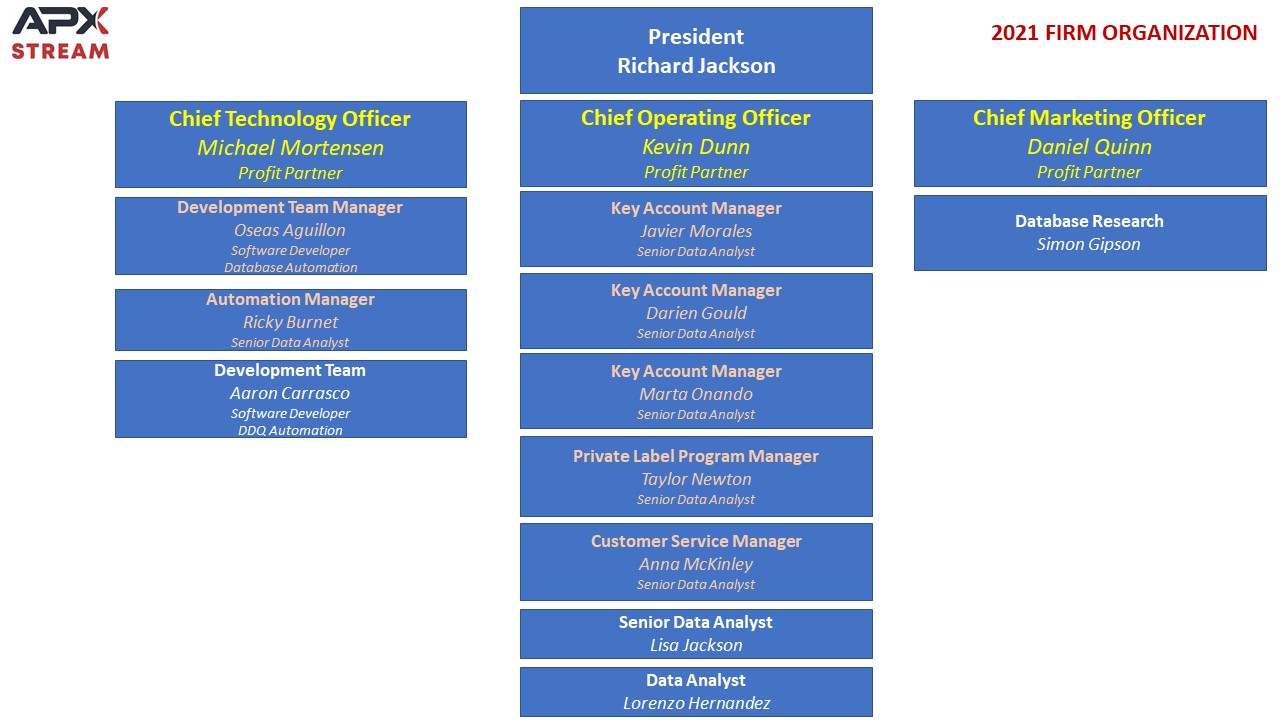 APX
STREAM
2021 FIRM ORGANIZATION
President
Richard Jackson
Chief Technology Officer
Michael Mortensen
Profit Partner
Development Team Manager
Oseas Aguillon
Software Developer
Database Automation
Automation Manager
Ricky Burnet
Senior Data Analyst
Development Team
Aaron Carrasco
Software Developer
DDQ Automation
Chief Operating Officer
Kevin Dunn
Profit Partner
Key Account Manager
Javier Morales
Senior Data Analyst
Key Account Manager
Darien Gould
Senior Data Analyst
Key Account Manager
Marta Onando
Senior Data Analyst
Private Label Program Manager
Taylor Newton
Senior Data Analyst
Customer Service Manager
Anna McKinley
Senior Data Analyst
Senior Data Analyst
Lisa Jackson
Data Analyst
Lorenzo Hernandez
Chief Marketing Officer
Daniel Quinn
Profit Partner
Database Research
Simon Gipson